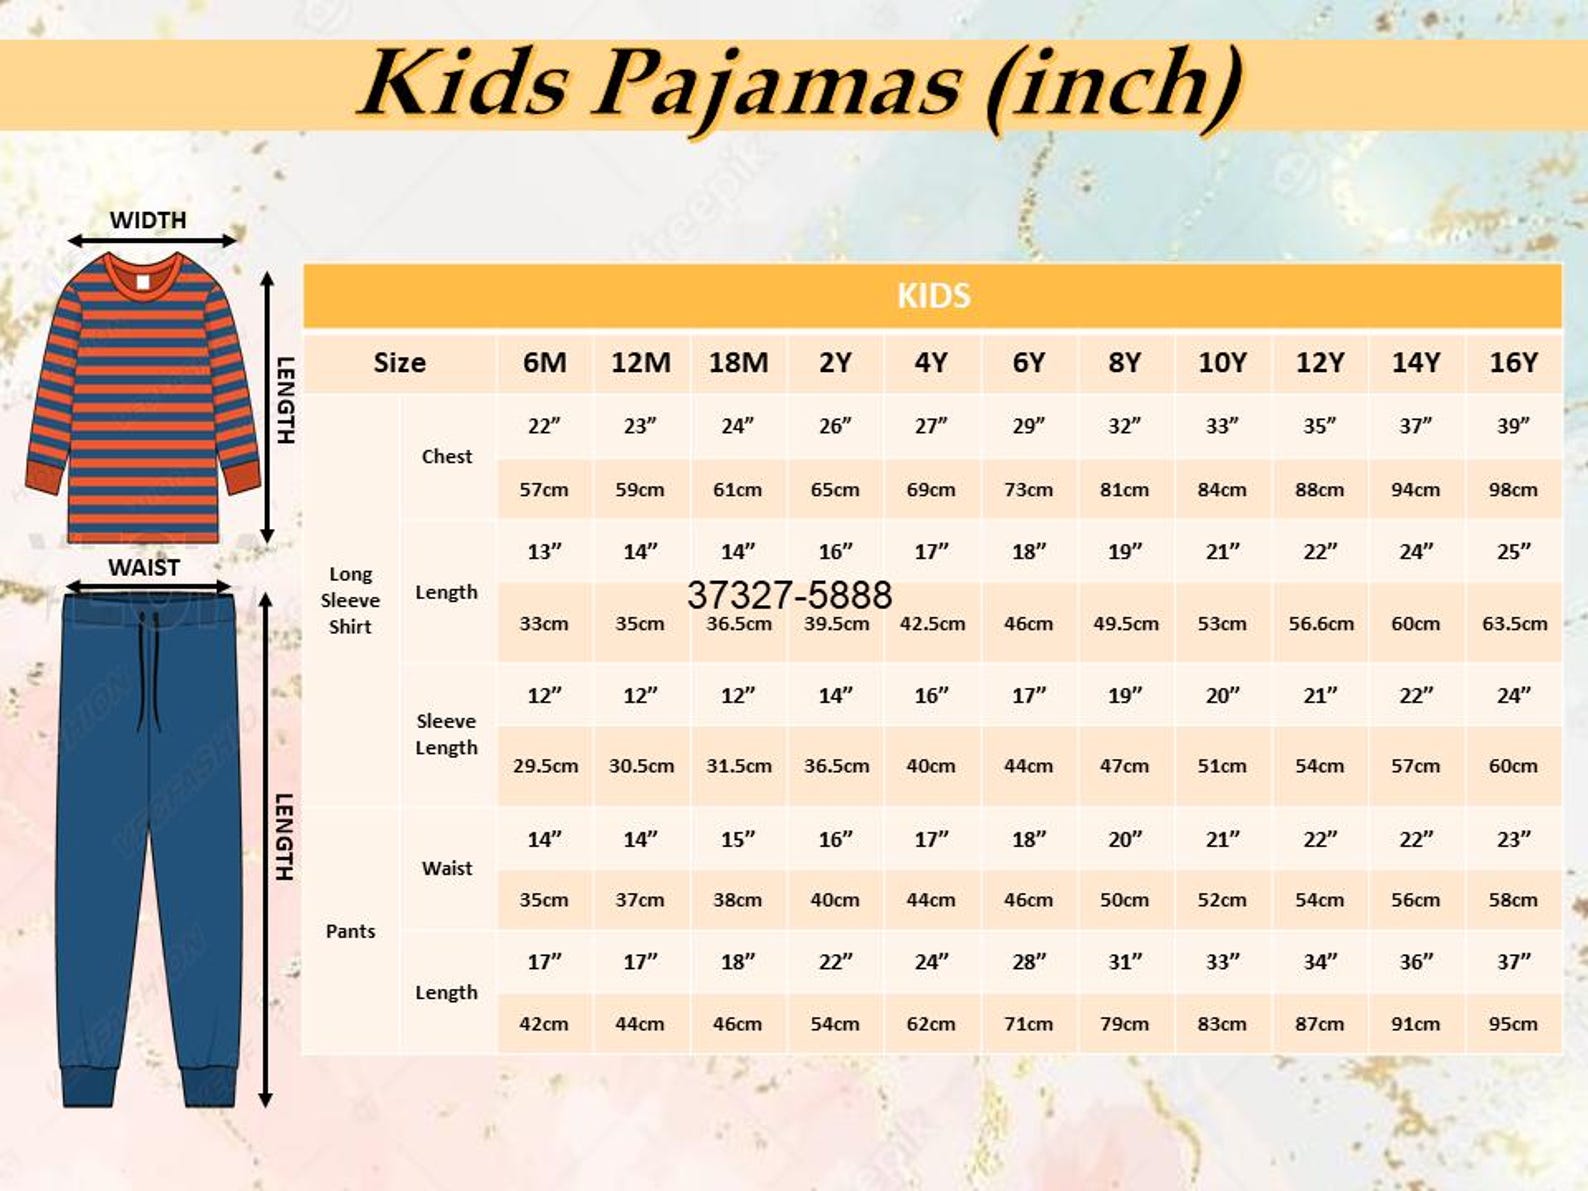 Kids Pajamas (inch)
WIDTH
LENGTH
WAIST
LENGTH
KIDS
Size 6M 12M 18M 2Y 4Y 6Y 8Y 10Y 12Y 14Y 16Y
Long
Sleeve
Shirt
Chest
22” 23” 24” 26” 27” 29” 32” 33” 35” 37” 39”
57cm 59cm 61cm 65cm 69cm 73cm 81cm 84cm 88cm 94cm 98cm
Length
13” 14” 14” 16” 17” 18” 19” 21” 22” 24” 25”
37327-5888
33cm 35cm 36.5cm 39.5cm 42.5cm 46cm 49.5cm 53cm 56.6cm 60cm 63.5cm
Sleeve
Length
12” 12” 12” 14” 16” 17” 19” 20” 21” 22” 24”
29.5cm 30.5cm 31.5cm 36.5cm 40cm 44cm 47cm 51cm 54cm 57cm 60cm
Pants
Waist
14” 14” 15” 16” 17” 18” 20” 21” 22” 22” 23”
35cm 37cm 38cm 40cm 44cm 46cm 50cm 52cm 54cm 56cm 58cm
Length
17” 17” 18” 22” 24” 28” 31” 33” 34” 36” 37”
42cm 44cm 46cm 54cm 62cm 71cm 79cm 83cm 87cm 91cm 95cm
freepik